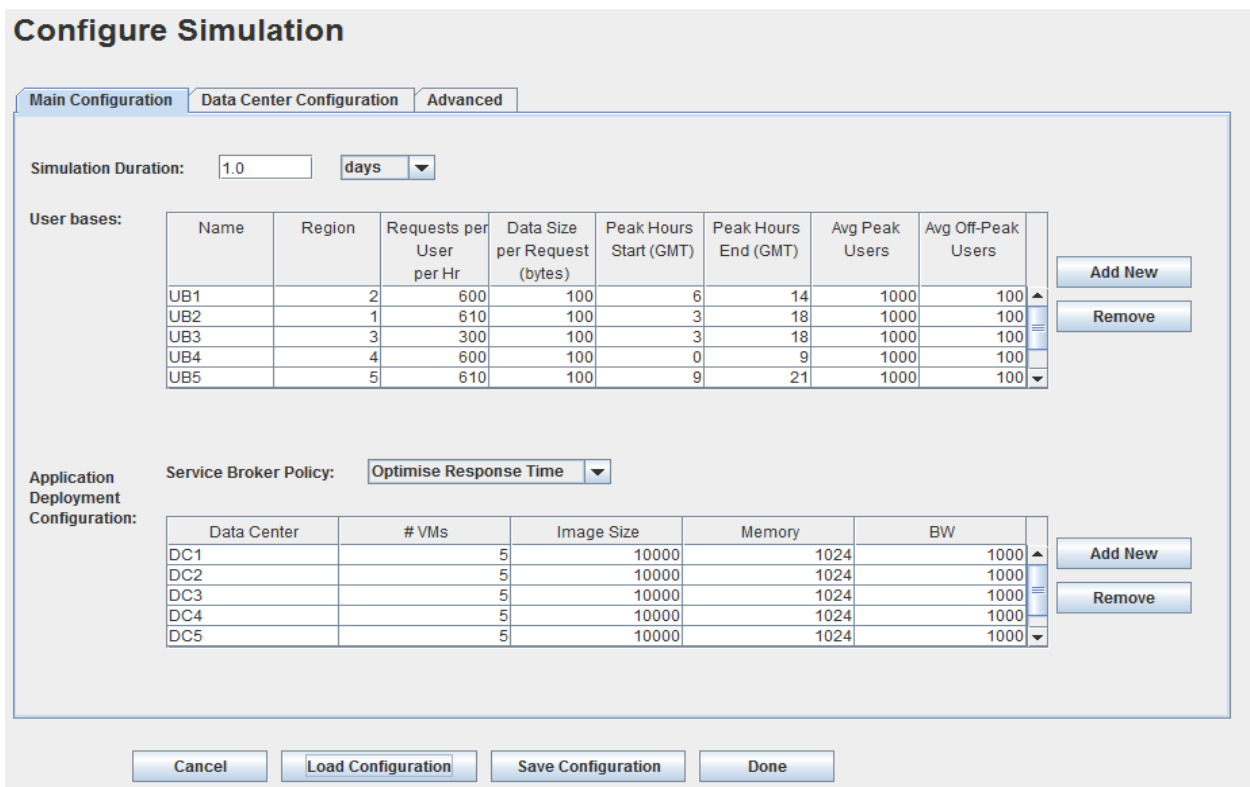 Configure Simulation
Main Configuration Data Center Configuration Advanced
Simulation Duration: 1.0 days
User bases:
Name Region Requests per User per Hr Data Size per Request (bytes) Peak Hours Start (GMT) Peak Hours End (GMT) Avg Peak Users Avg Off-Peak Users
UB1 2 600 100 6 14 1000 100
UB2 1 610 100 3 18 1000 100
UB3 3 300 100 3 18 1000 100
UB4 4 600 100 0 9 1000 100
UB5 5 610 100 9 21 1000 100
Add New
Remove
Application Deployment Configuration:
Service Broker Policy: Optimise Response Time
Data Center # VMs Image Size Memory BW
DC1 5 10000 1024 1000
DC2 5 10000 1024 1000
DC3 5 10000 1024 1000
DC4 5 10000 1024 1000
DC5 5 10000 1024 1000
Add New
Remove
Cancel Load Configuration Save Configuration Done